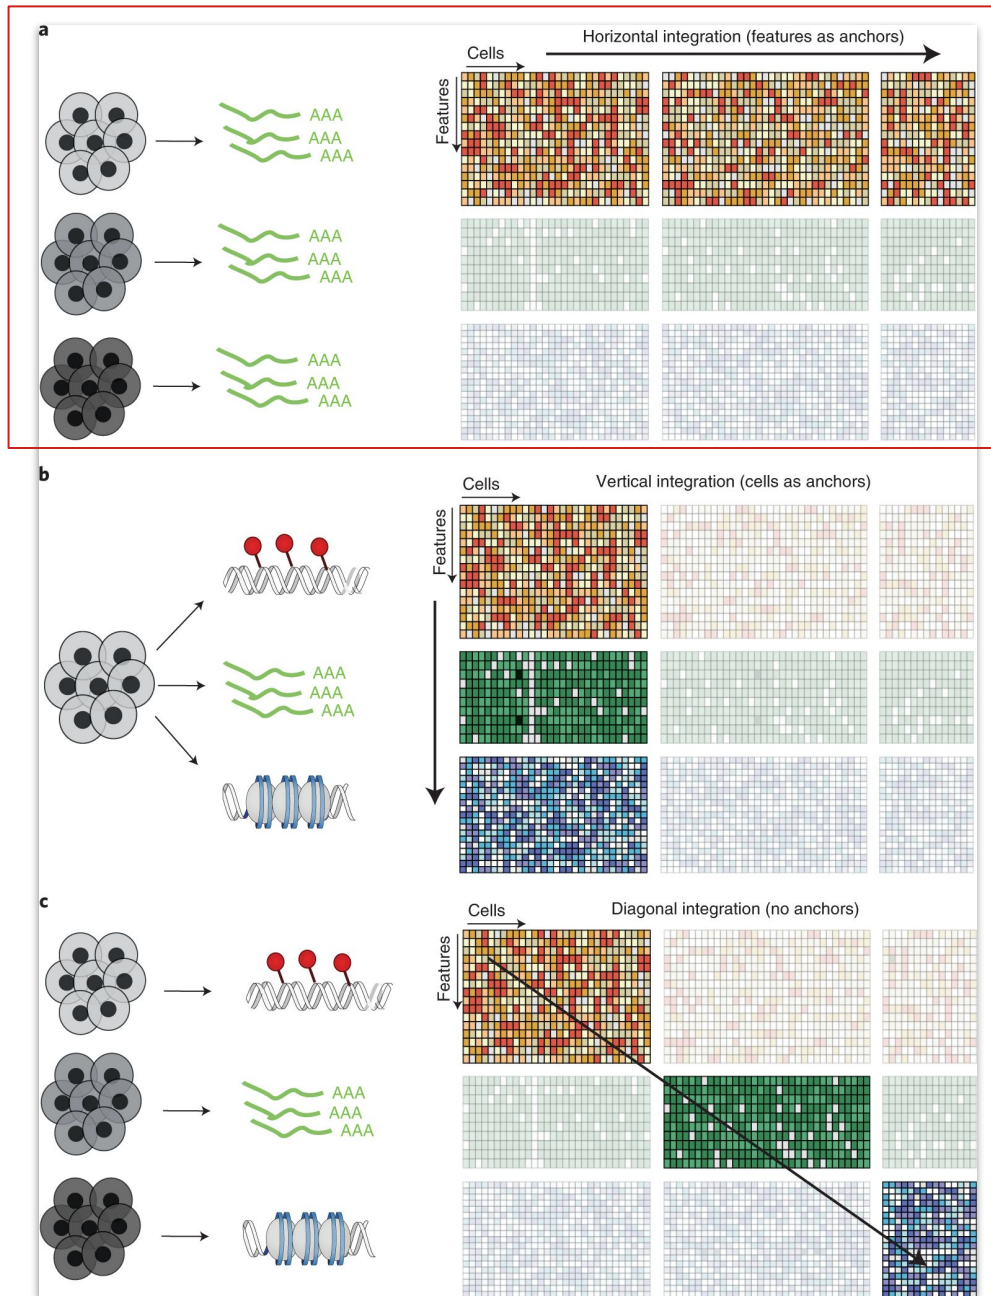 a
Horizontal integration (features as anchors)
Cells
Features
AAA
AAA
AAA
AAA
AAA
AAA
AAA
AAA
AAA
b
Vertical integration (cells as anchors)
Cells
Features
AAA
AAA
AAA
c
Diagonal integration (no anchors)
Cells
Features
AAA
AAA
AAA